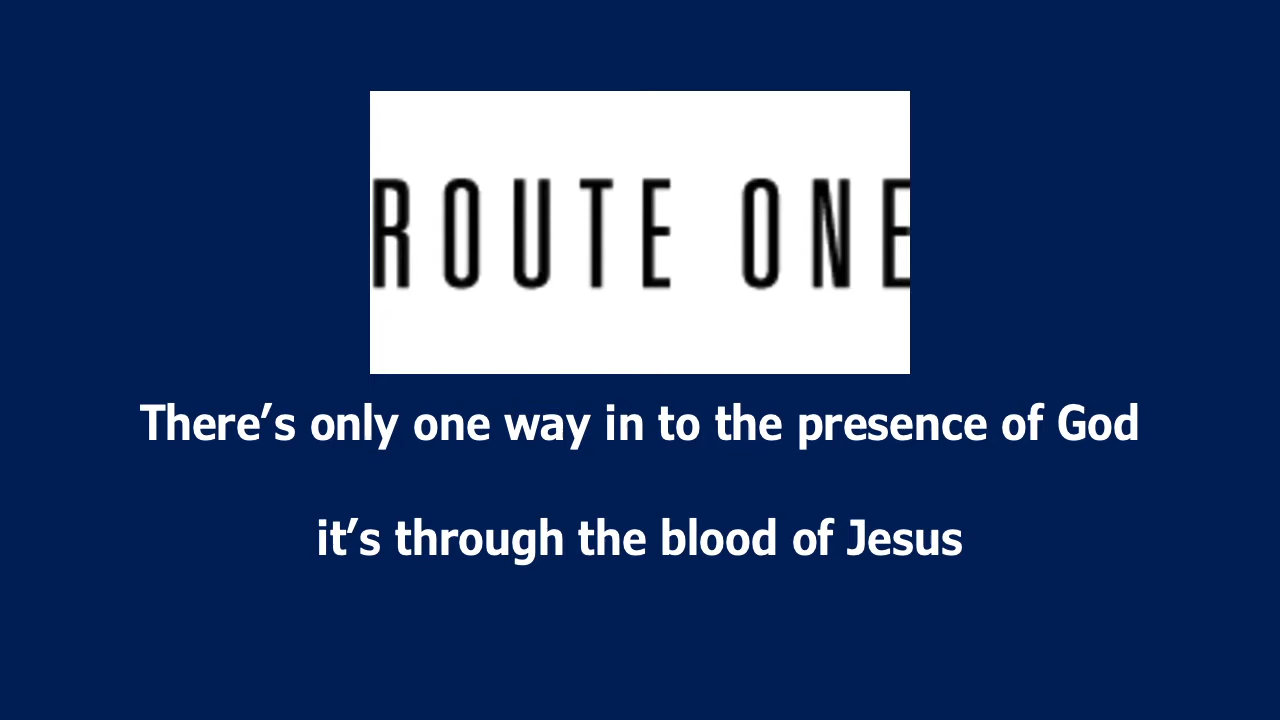 ROUTE ONE
There’s only one way in to the presence of God
it’s through the blood of Jesus